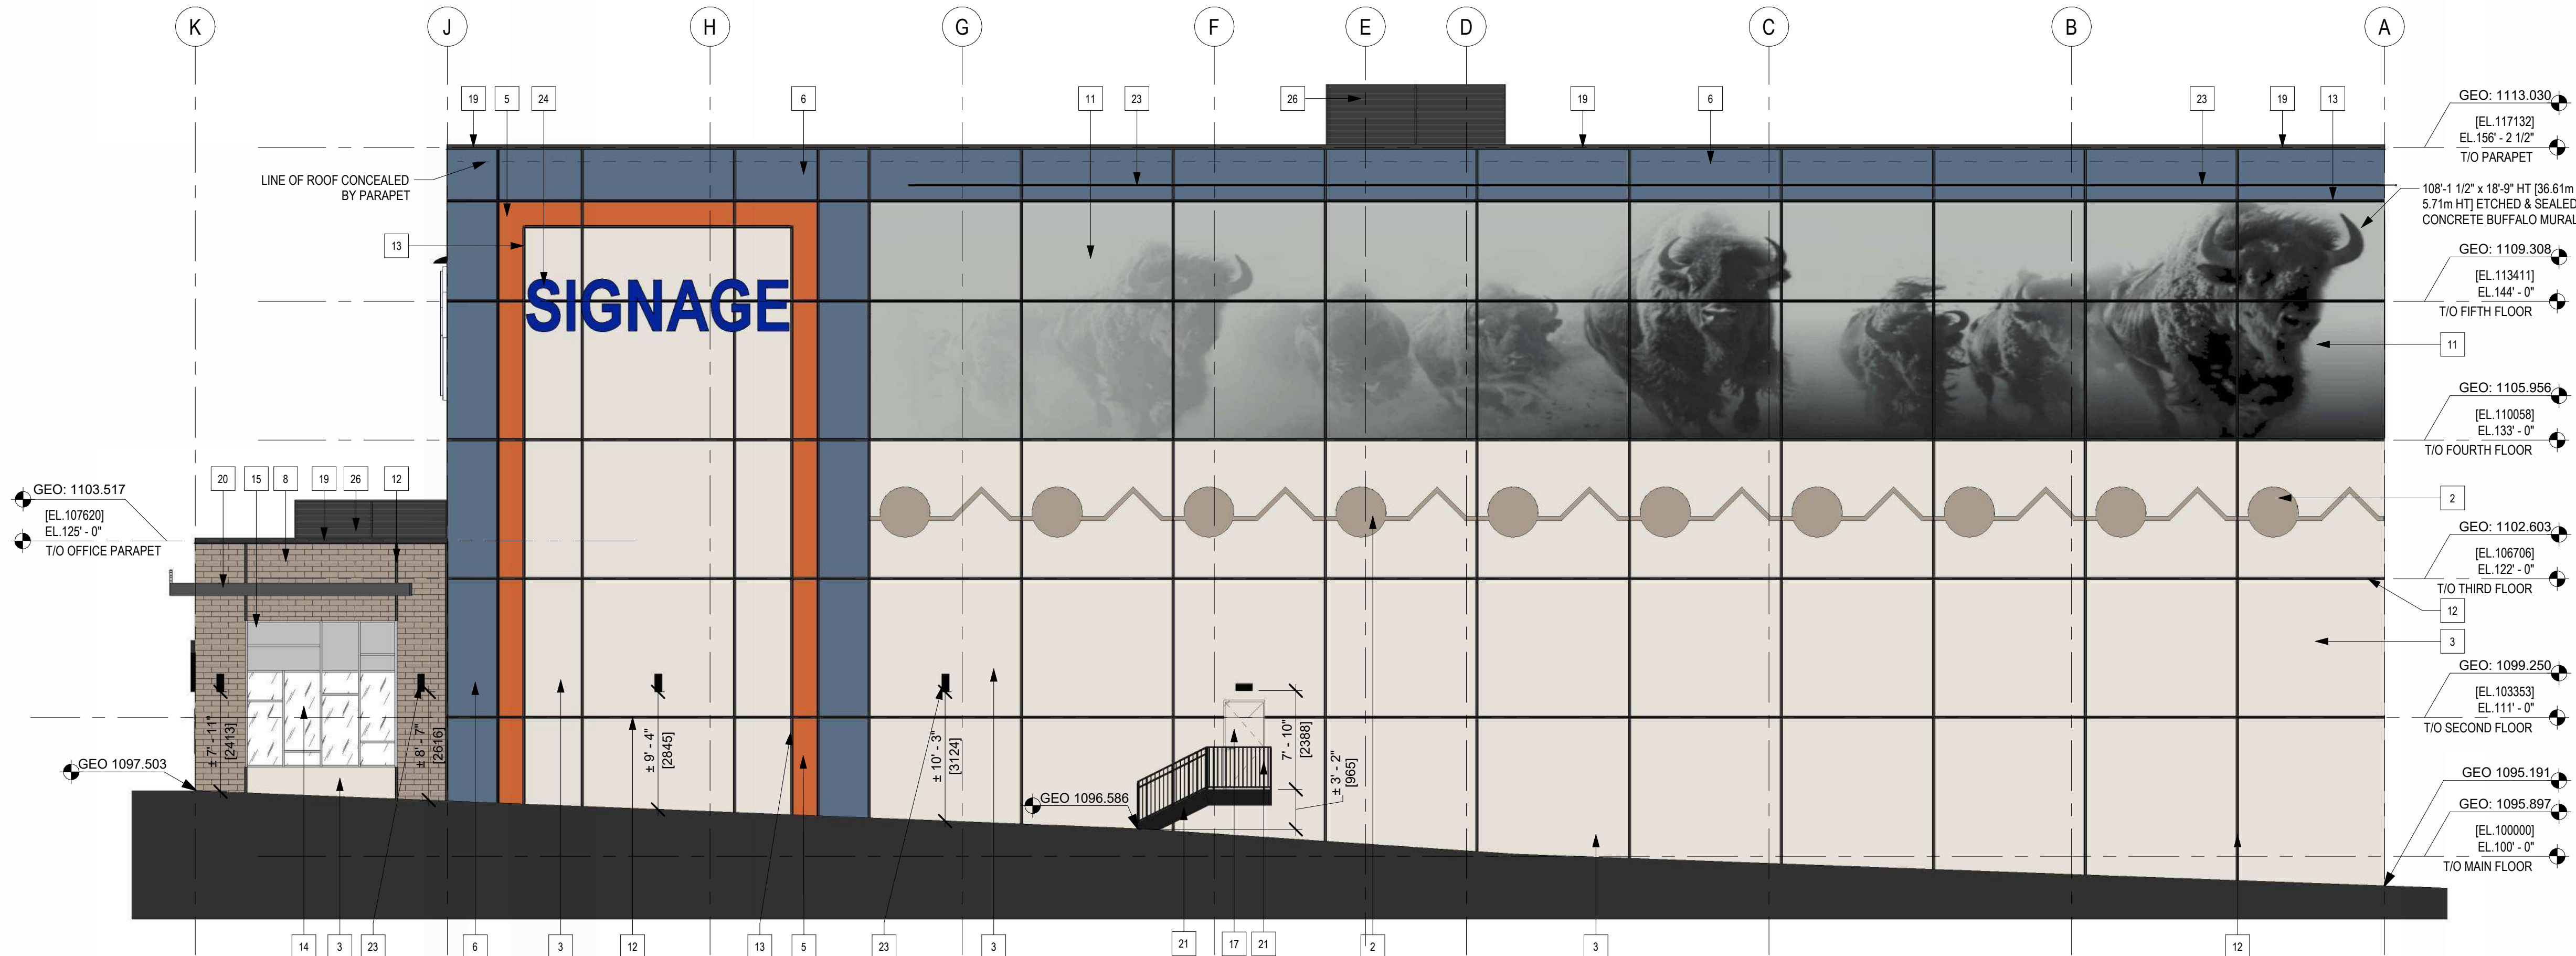 K
J
H
G
F
E
D
C
B
A
19
5
24
6
11
23
26
19
6
23
19
13
GEO: 1113.030
[EL.117132]
EL.156' - 2 1/2"
T/O PARAPET
LINE OF ROOF CONCEALED
BY PARAPET
108'-1 1/2" x 18'-9" HT [36.61m
5.71m HT] ETCHED & SEALED
CONCRETE BUFFALO MURAL
13
SIGNAGE
GEO: 1109.308
[EL.113411]
EL.144' - 0"
T/O FIFTH FLOOR
11
GEO: 1105.956
[EL.110058]
EL.133' - 0"
T/O FOURTH FLOOR
20
15
8
19
26
12
GEO: 1103.517
[EL.107620]
EL.125' - 0"
T/O OFFICE PARAPET
2
GEO: 1102.603
[EL.106706]
EL.122' - 0"
T/O THIRD FLOOR
12
3
GEO: 1099.250
[EL.103353]
EL.111' - 0"
T/O SECOND FLOOR
± 7' - 11"
[2413]
± 8' - 7"
[2616]
± 9' - 4"
[2845]
± 10' - 3"
[3124]
7' - 10"
[2388]
± 3' - 2"
[965]
GEO 1097.503
GEO 1096.586
GEO 1095.191
GEO: 1095.897
[EL.100000]
EL.100' - 0"
T/O MAIN FLOOR
14
3
23
6
3
12
13
5
23
3
21
17
21
2
3
12